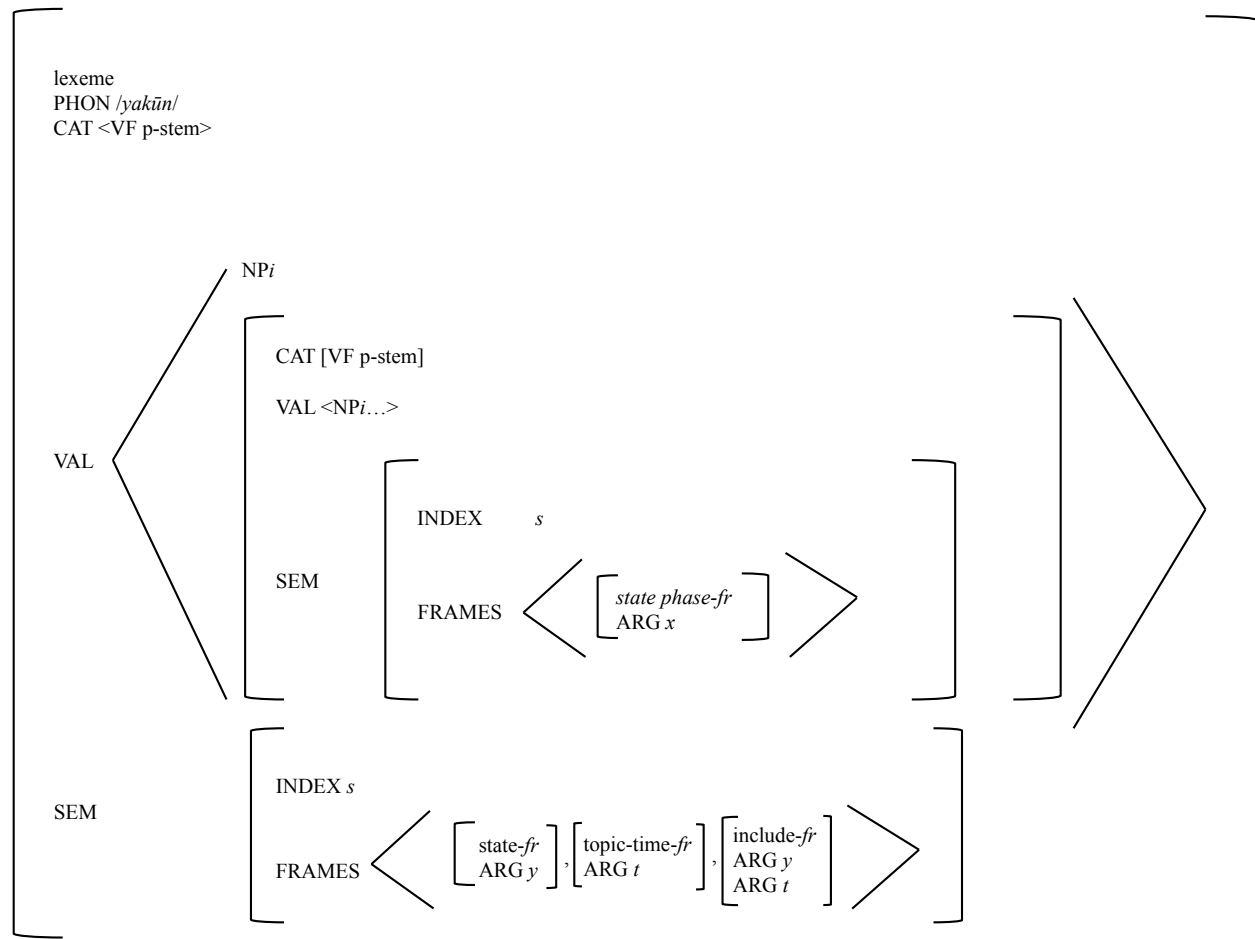 lexeme
PHON /yakūn/
CAT <VF p-stem>
NPi
CAT [VF p-stem]
VAL <NPi…>
VAL
INDEX s
SEM
FRAMES
state phase-fr
ARG x
INDEX s
SEM
FRAMES
state-fr
ARG y
,
topic-time-fr
ARG t
,
include-fr
ARG y
ARG t